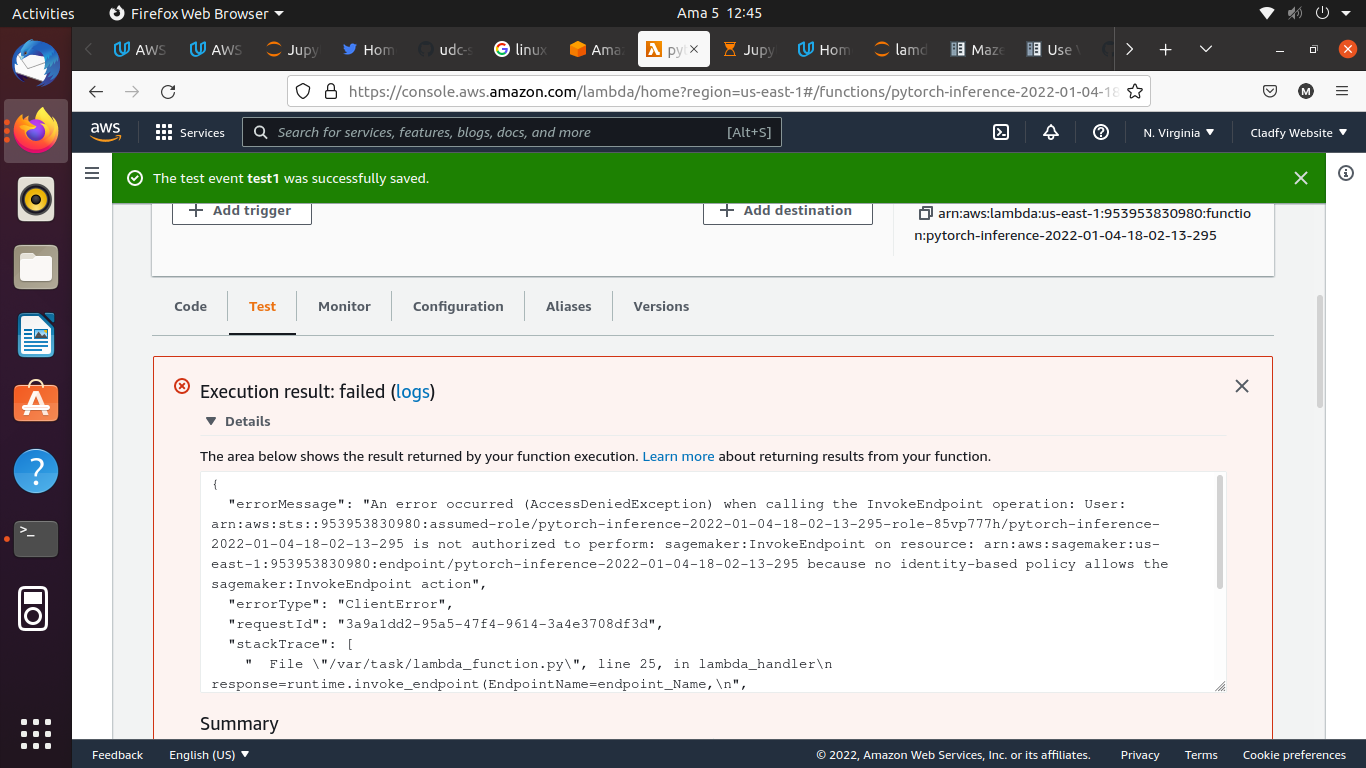 Activities Firefox Web Browser Ama 5 12:45
AWS AWS Jupy Hom udc-s linux Amaz pyt Jupy Hom lamd Maze Use
https://console.aws.amazon.com/lambda/home?region=us-east-1#/functions/pytorch-inference-2022-01-04-18 M
aws Services Search for services, features, blogs, docs, and more [Alt+S] N. Virginia Cladfy Website
The test event test1 was successfully saved.
Add trigger Add destination arn:aws:lambda:us-east-1:953953830980:functio
n:pytorch-inference-2022-01-04-18-02-13-295
Code Test Monitor Configuration Aliases Versions
Execution result: failed (logs)
Details
The area below shows the result returned by your function execution. Learn more about returning results from your function.
{
"errorMessage": "An error occurred (AccessDeniedException) when calling the InvokeEndpoint operation: User:
arn:aws:sts::953953830980:assumed-role/pytorch-inference-2022-01-04-18-02-13-295-role-85vp777h/pytorch-inference-
2022-01-04-18-02-13-295 is not authorized to perform: sagemaker:InvokeEndpoint on resource: arn:aws:sagemaker:us-
east-1:953953830980:endpoint/pytorch-inference-2022-01-04-18-02-13-295 because no identity-based policy allows the
sagemaker:InvokeEndpoint action",
"errorType": "ClientError",
"requestId": "3a9a1dd2-95a5-47f4-9614-3a4e3708df3d",
"stackTrace": [
" File \"/var/task/lambda_function.py\", line 25, in lambda_handler\n
response=runtime.invoke_endpoint(EndpointName=endpoint_Name,\n",
Summary
Feedback English (US) © 2022, Amazon Web Services, Inc. or its affiliates. Privacy Terms Cookie preferences